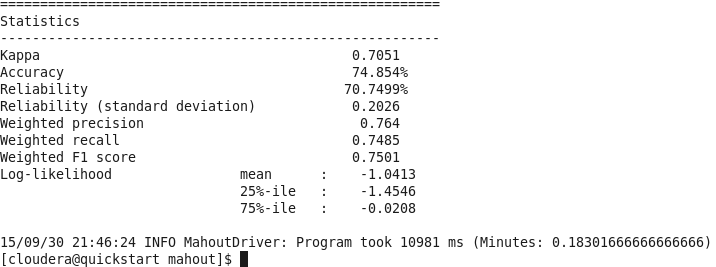 =======================================================
Statistics
-------------------------------------------------------
Kappa                                       0.7051
Accuracy                                    74.854%
Reliability                                70.7499%
Reliability (standard deviation)            0.2026
Weighted precision                           0.764
Weighted recall                             0.7485
Weighted F1 score                           0.7501
Log-likelihood                mean      :    -1.0413
                              25%-ile   :    -1.4546
                              75%-ile   :    -0.0208

15/09/30 21:46:24 INFO MahoutDriver: Program took 10981 ms (Minutes: 0.18301666666666666)
[cloudera@quickstart mahout]$